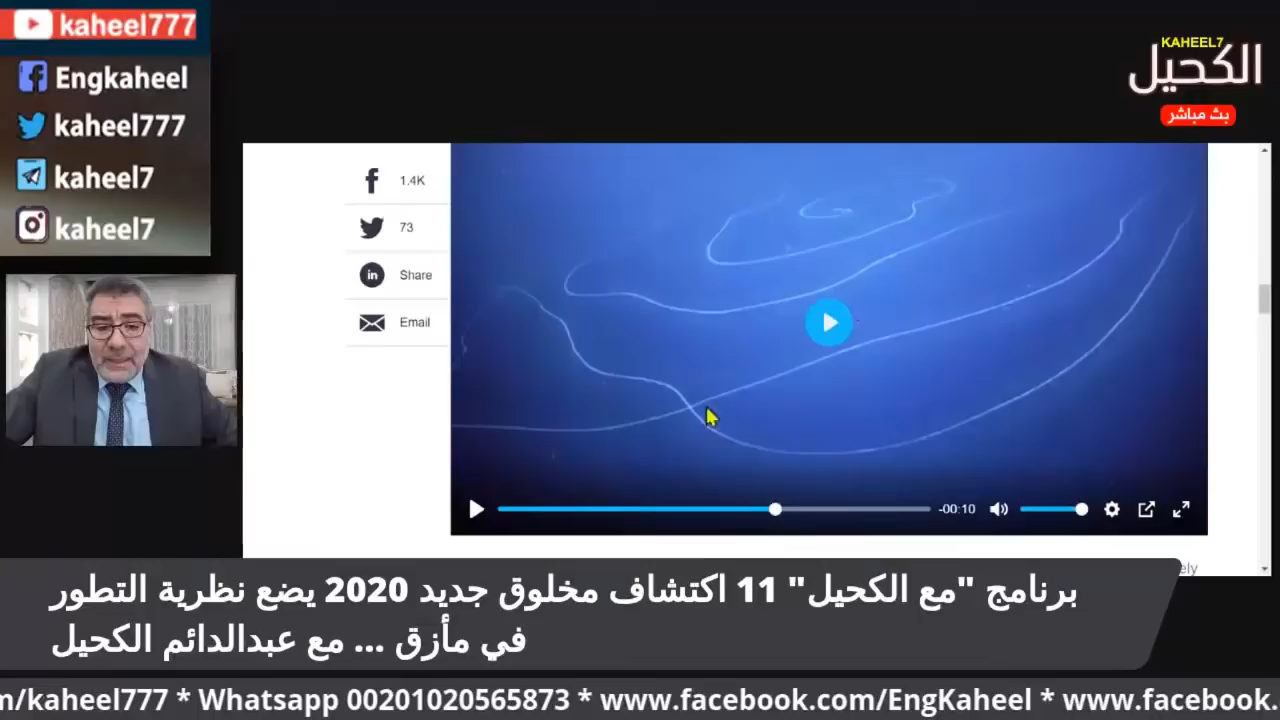 kaheel777
Engkaheel
kaheel777
kaheel7
kaheel7
KAHEEL7
الكحيل
بث مباشر
1.4K
73
in
Share
Email
-00:10
ely
برنامج "مع الكحيل" 11 اكتشاف مخلوق جديد 2020 يضع نظرية التطور
في مأزق ... مع عبدالدائم الكحيل
m/kaheel777 * Whatsapp 00201020565873 * www.facebook.com/EngKaheel * www.facebook.